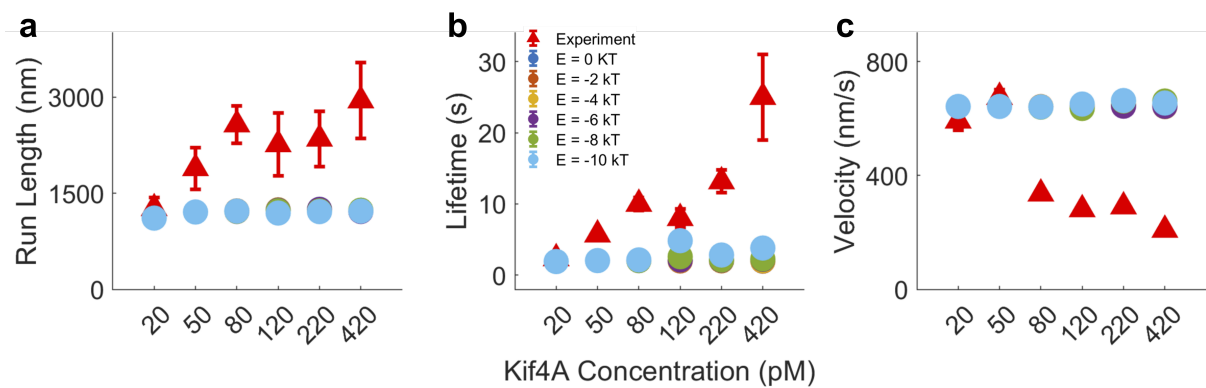 a
Run Length (nm)
3000
1500
0
20
50
80
120
220
420
b
Lifetime (s)
30
20
10
0
Experiment
E = 0 KT
E = -2 kT
E = -4 kT
E = -6 kT
E = -8 kT
E = -10 kT
20
50
80
120
220
420
Kif4A Concentration (pM)
c
Velocity (nm/s)
800
400
0
20
50
80
120
220
420